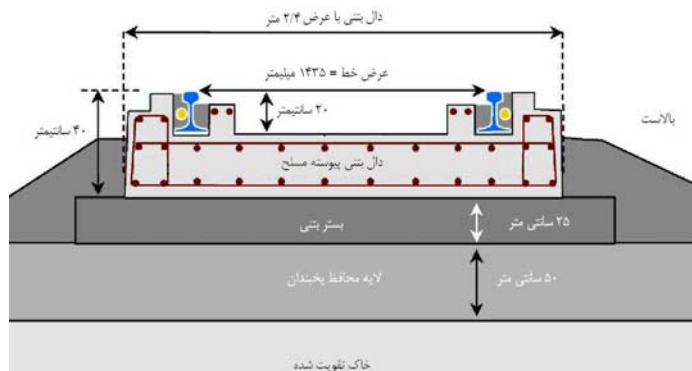 دال بتنی با عرض ۲/۴ متر
عرض خط = ۱۴۳۵ میلیمتر
۲۰ سانتیمتر
۴۰ سانتیمتر
بالاست
دال بتنی پیوسته مسلح
بستر بتنی
۲۵ سانتی متر
لایه محافظ یخبندان
۵۰ سانتی متر
خاک تقویت شده